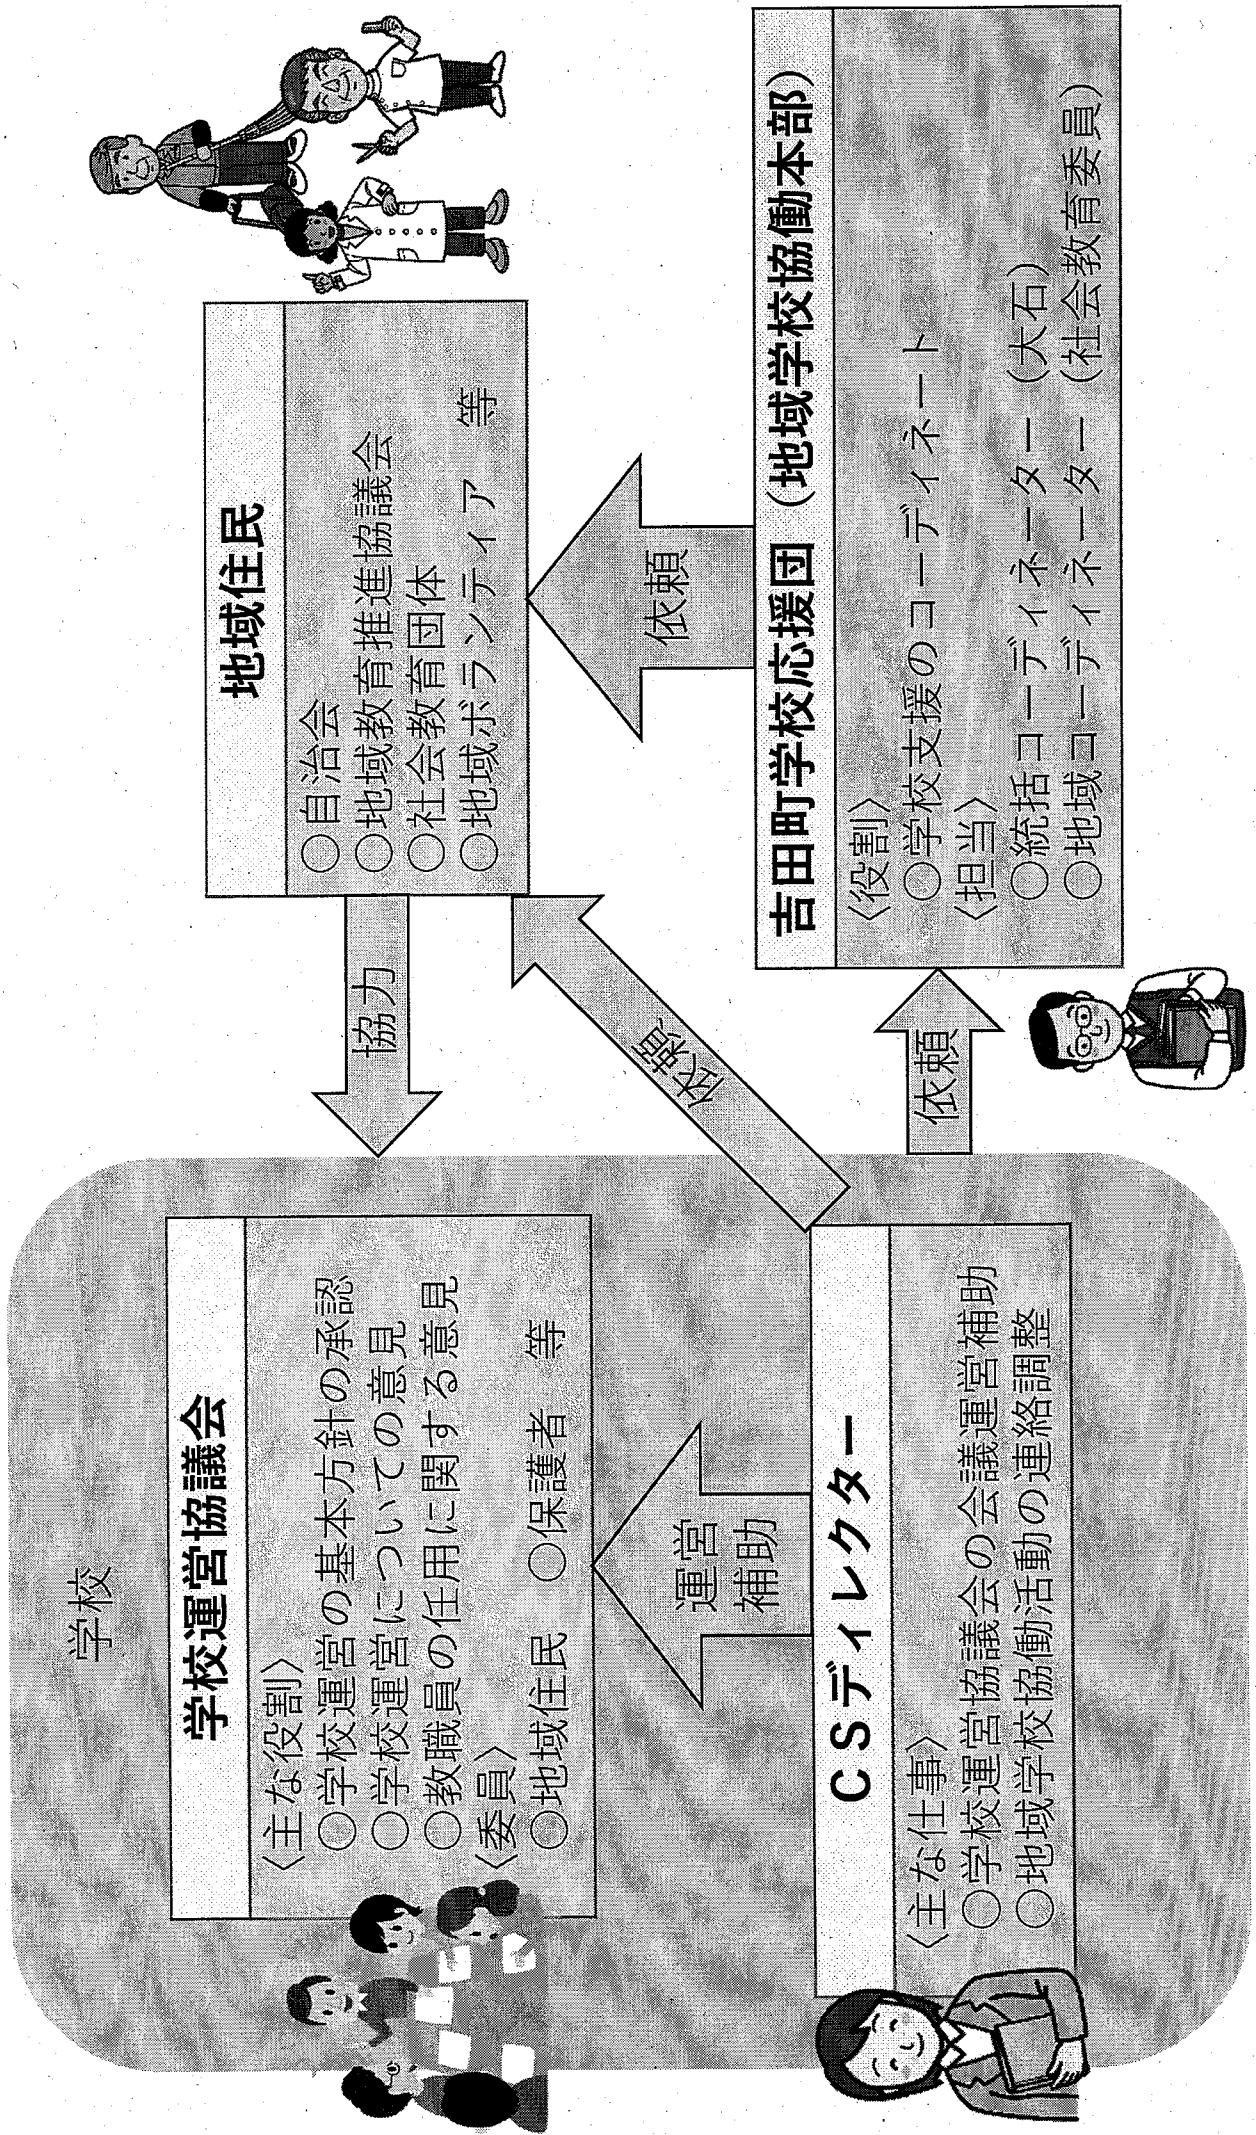 学校
学校運営協議会
〈主な役割〉
○学校運営の基本方針の承認
○学校運営についての意見
○教職員の任用に関する意見
〈委員〉
○地域住民　○保護者　等
運営
補助
CSディレクター
〈主な仕事〉
○学校運営協議会の会議運営補助
○地域学校協働活動の連絡調整
協力
依頼
依頼
地域住民
○自治会
○地域教育推進協議会
○社会教育団体
○地域ボランティア　等
依頼
吉田町学校応援団（地域学校協働本部）
〈役割〉
○学校支援のコーディネート
〈担当〉
○統括コーディネーター（大石）
○地域コーディネーター（社会教育委員）